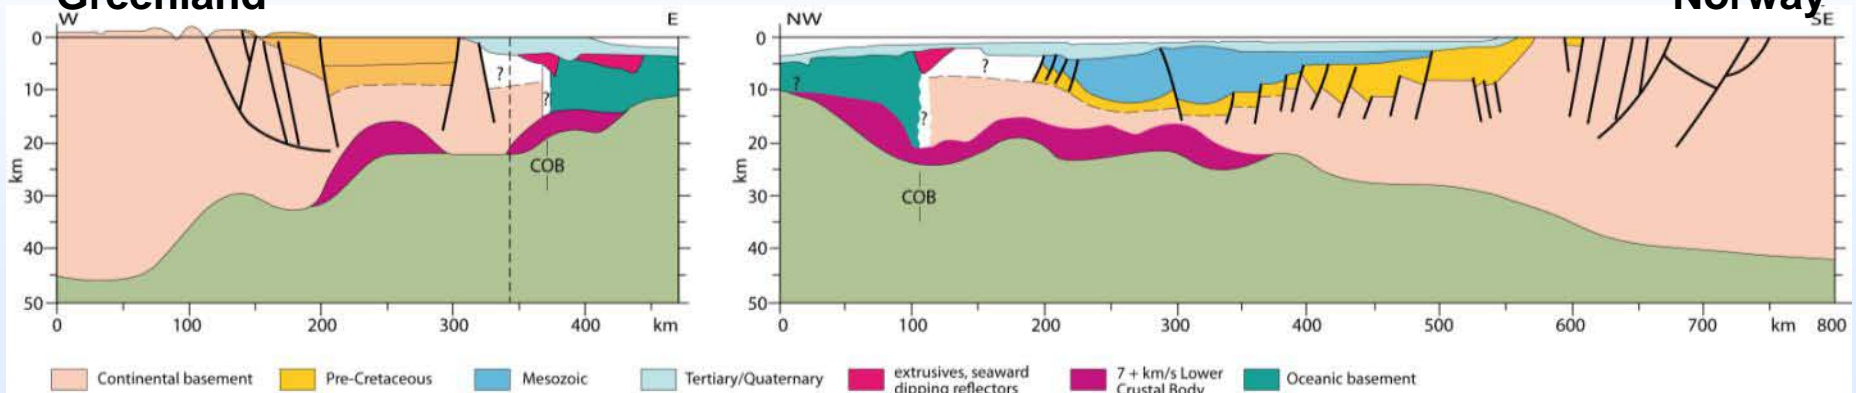 Greenland
Norway
W
E
NW
SE
0
10
20
30
40
50
km
?
?
COB
0
100
200
300
400
km
0
10
20
30
40
50
km
?
?
?
COB
0
100
200
300
400
500
600
700
km
800
Continental basement
Pre-Cretaceous
Mesozoic
Tertiary/Quaternary
extrusives, seaward
dipping reflectors
7 + km/s Lower
Crustal Body
Oceanic basement